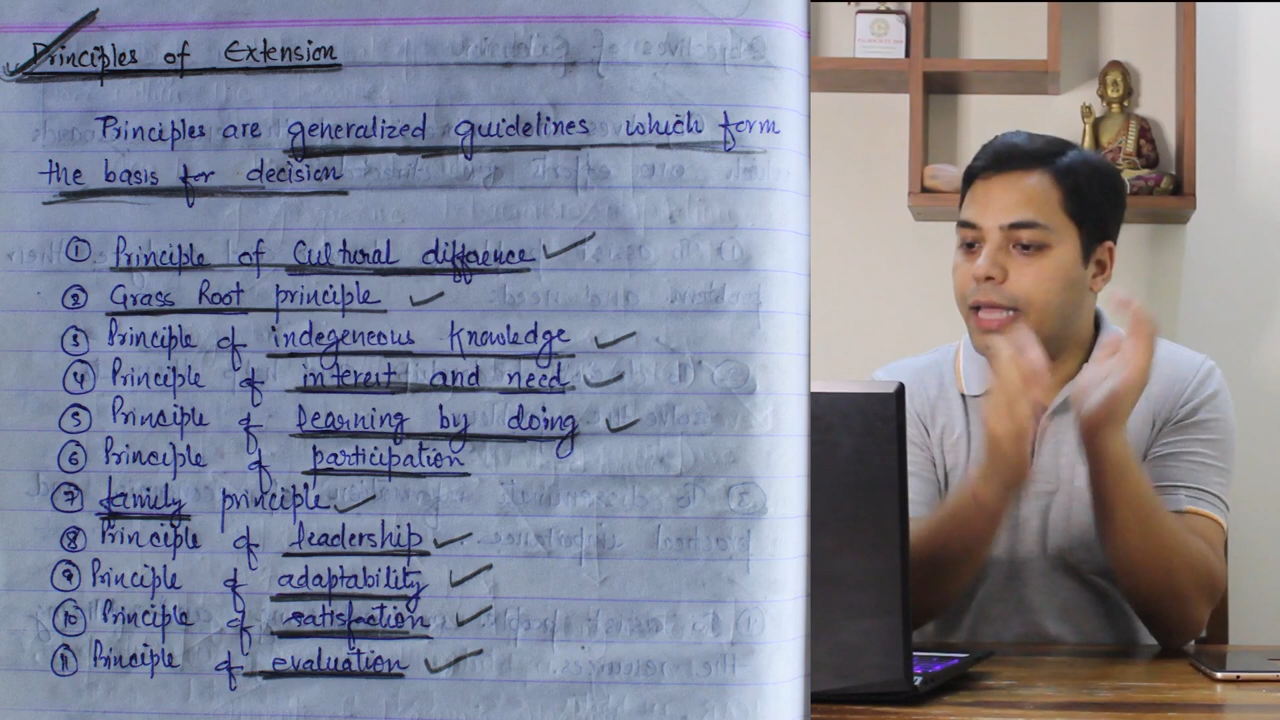 Principles of Extension
Principles are generalized guidelines which form
the basis for decision
① Principle of Cultural difference
② Grass Root principle
③ Principle of indegeneous Knowledge
④ Principle of interest and need
⑤ Principle of learning by doing
⑥ Principle of participation
⑦ family principle
⑧ Principle of leadership
⑨ Principle of adaptability
⑩ Principle of satisfaction
⑪ Principle of evaluation